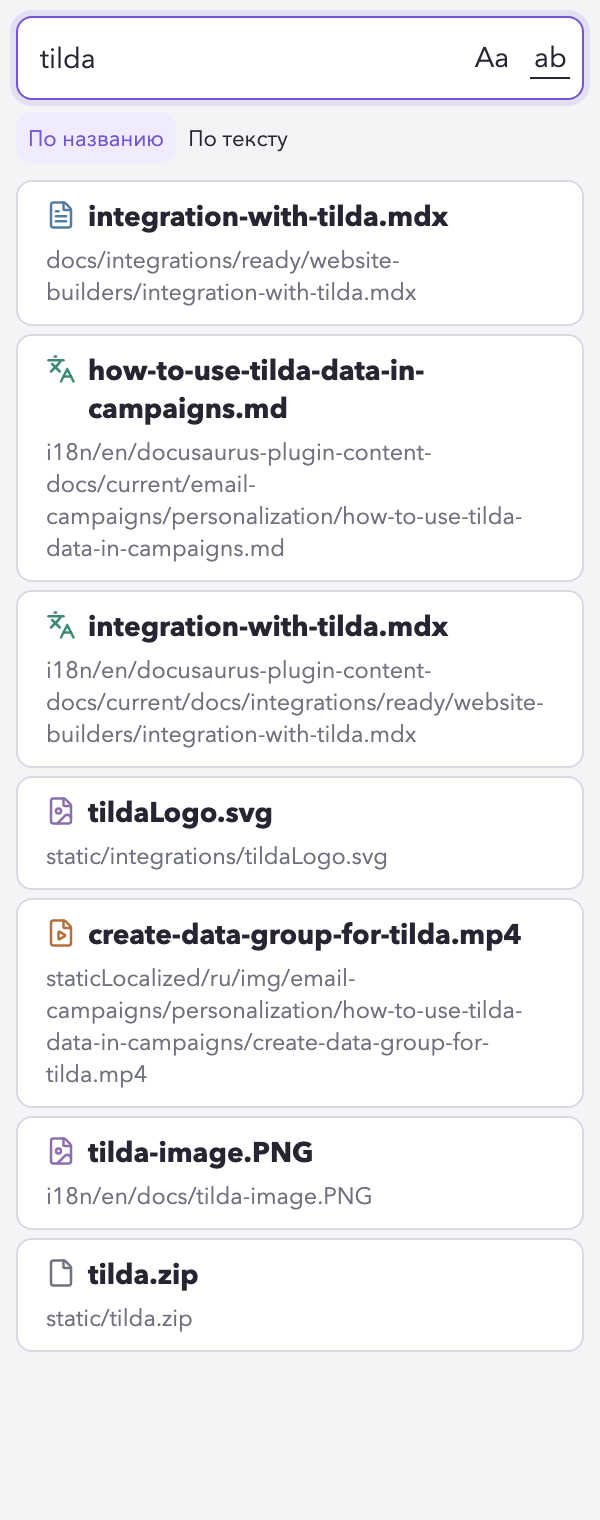 tilda
Aa ab
По названию По тексту
integration-with-tilda.mdx
docs/integrations/ready/website-
builders/integration-with-tilda.mdx
how-to-use-tilda-data-in-
campaigns.md
i18n/en/docusaurus-plugin-content-
docs/current/email-
campaigns/personalization/how-to-use-tilda-
data-in-campaigns.md
integration-with-tilda.mdx
i18n/en/docusaurus-plugin-content-
docs/current/docs/integrations/ready/website-
builders/integration-with-tilda.mdx
tildaLogo.svg
static/integrations/tildaLogo.svg
create-data-group-for-tilda.mp4
staticLocalized/ru/img/email-
campaigns/personalization/how-to-use-tilda-
data-in-campaigns/create-data-group-for-
tilda.mp4
tilda-image.PNG
i18n/en/docs/tilda-image.PNG
tilda.zip
static/tilda.zip